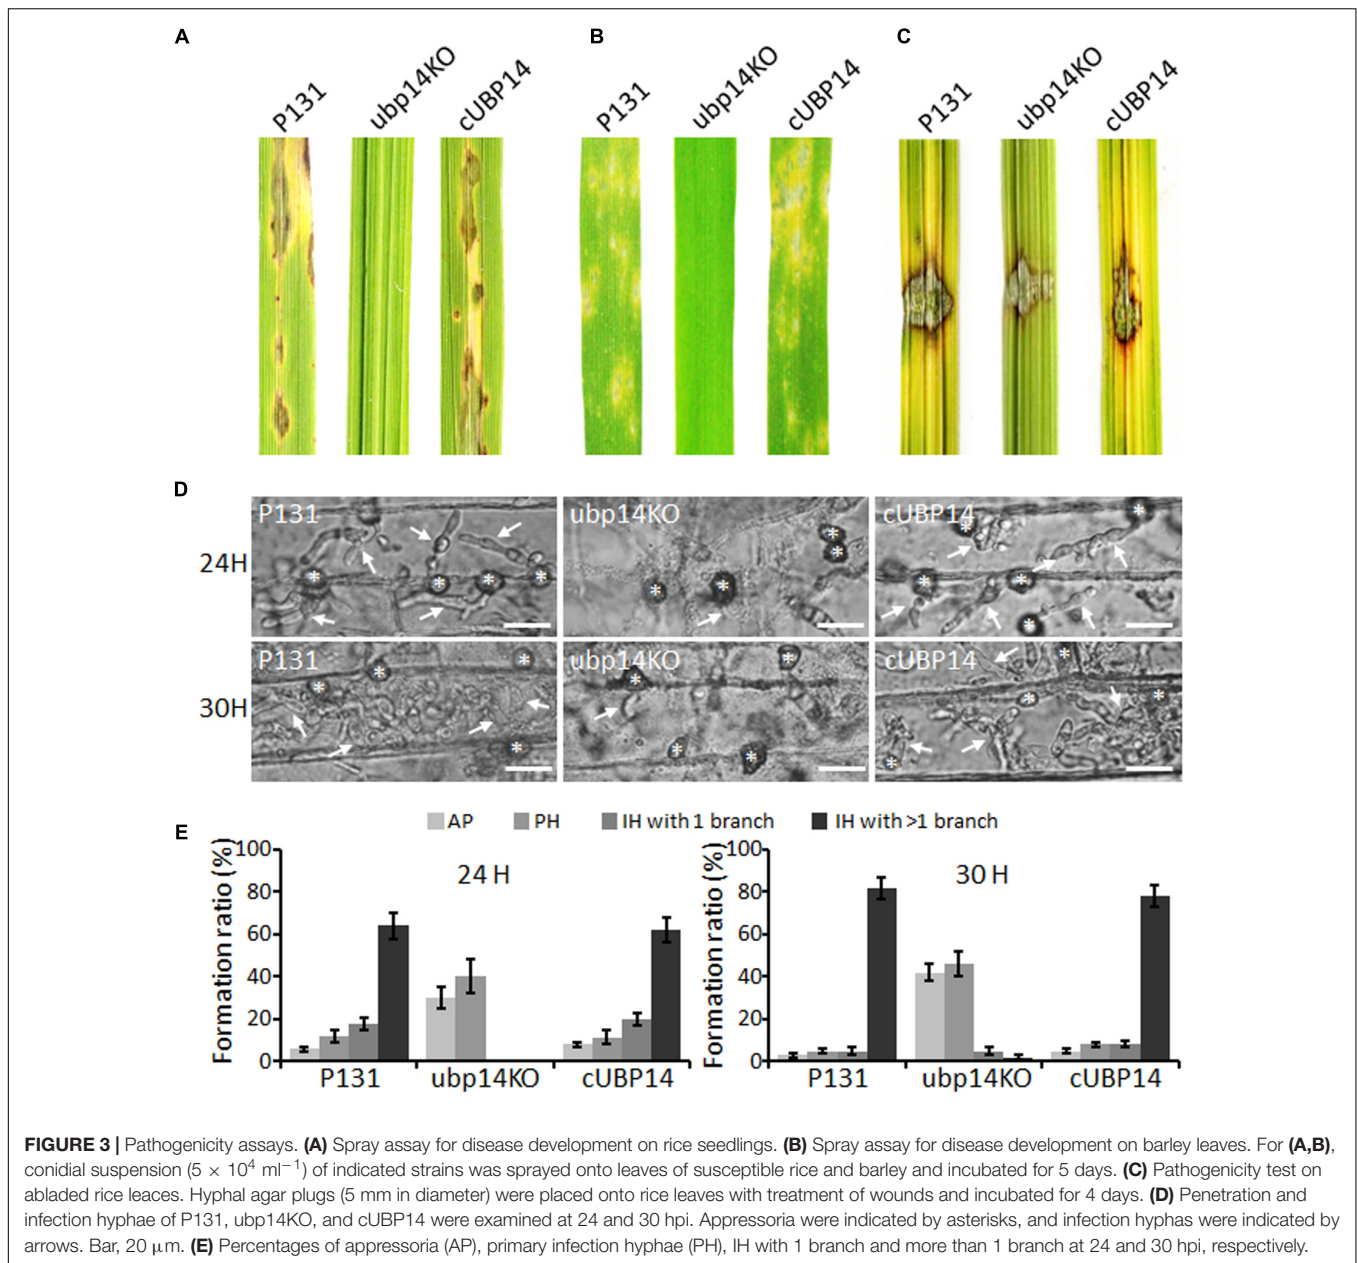 A
B
C
P131
ubp14KO
cUBP14
P131
ubp14KO
cUBP14
P131
ubp14KO
cUBP14
D
24H
P131
ubp14KO
cUBP14
* * * *
* * * *
* * * * *
30H
P131
ubp14KO
cUBP14
* * * *
* * * *
* * * *
E
AP
PH
IH with 1 branch
IH with >1 branch
Formation ratio (%)
100
80
60
40
20
0
24 H
P131
ubp14KO
cUBP14
Formation ratio (%)
100
80
60
40
20
0
30 H
P131
ubp14KO
cUBP14
FIGURE 3 | Pathogenicity assays. (A) Spray assay for disease development on rice seedlings. (B) Spray assay for disease development on barley leaves. For (A,B),
conidial suspension (5 × 10⁴ ml⁻¹) of indicated strains was sprayed onto leaves of susceptible rice and barley and incubated for 5 days. (C) Pathogenicity test on
abladed rice leaces. Hyphal agar plugs (5 mm in diameter) were placed onto rice leaves with treatment of wounds and incubated for 4 days. (D) Penetration and
infection hyphae of P131, ubp14KO, and cUBP14 were examined at 24 and 30 hpi. Appressoria were indicated by asterisks, and infection hyphas were indicated by
arrows. Bar, 20 μm. (E) Percentages of appressoria (AP), primary infection hyphae (PH), IH with 1 branch and more than 1 branch at 24 and 30 hpi, respectively.